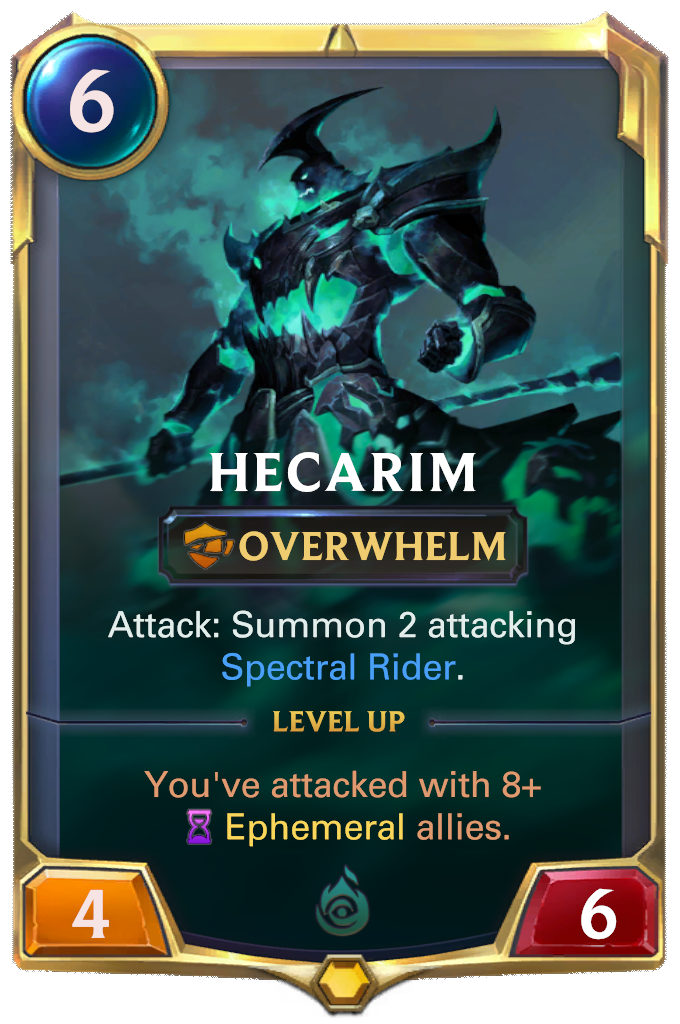 6
HECARIM
OVERWHELM
Attack: Summon 2 attacking
Spectral Rider.
LEVEL UP
You've attacked with 8+
Ephemeral allies.
4
6